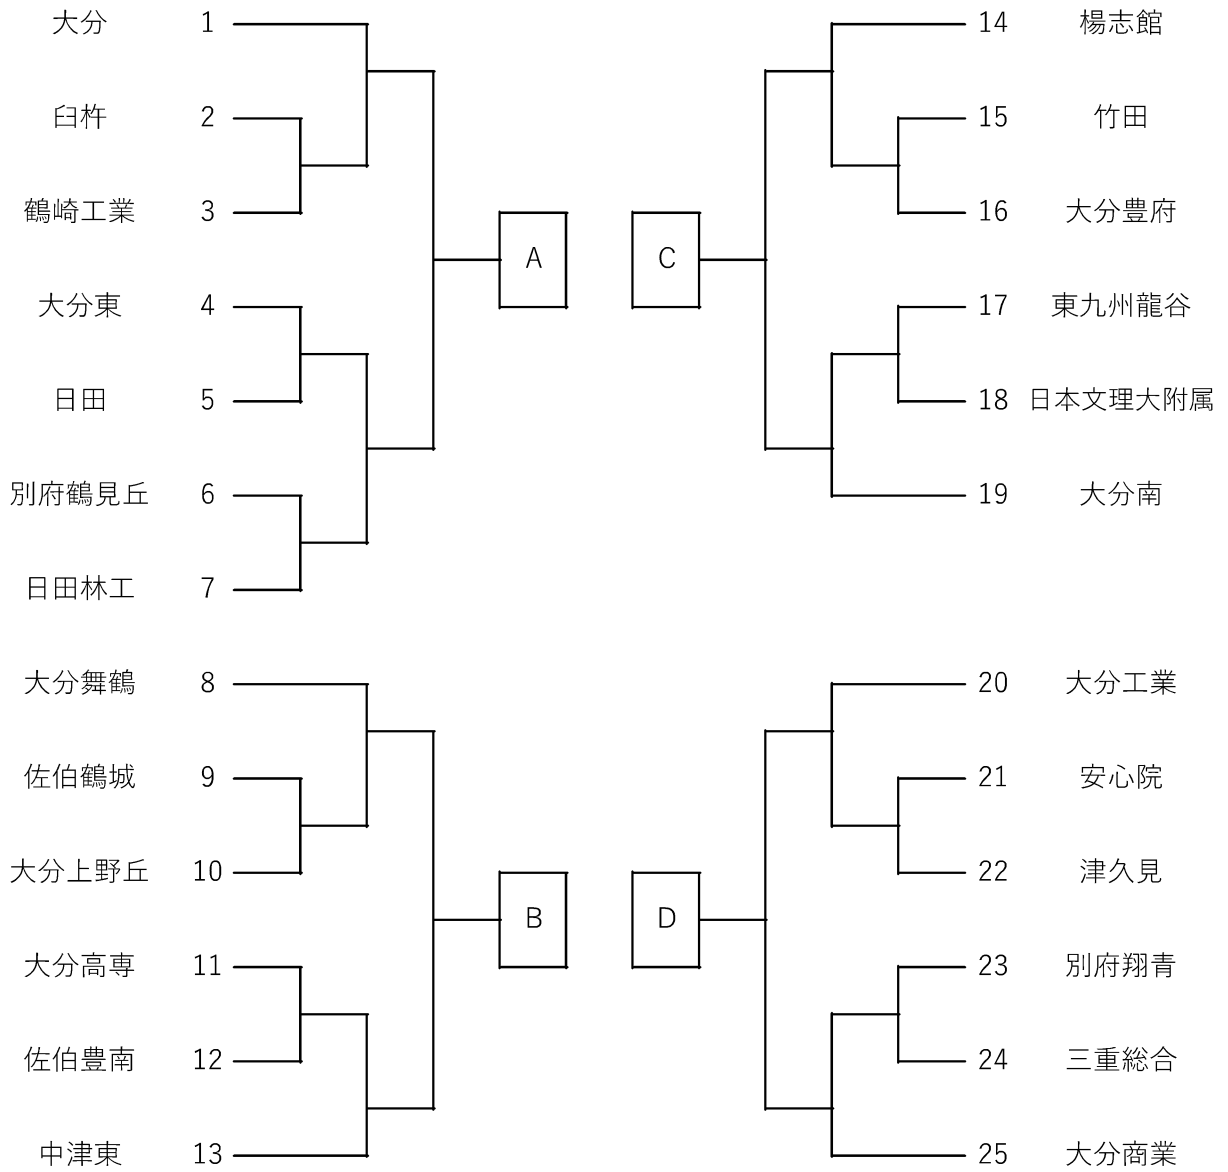 大分 1
臼杵 2
鶴崎工業 3
大分東 4
日田 5
別府鶴見丘 6
日田林工 7
A
大分舞鶴 8
佐伯鶴城 9
大分上野丘 10
大分高専 11
佐伯豊南 12
中津東 13
B
14 楊志館
15 竹田
16 大分豊府
17 東九州龍谷
18 日本文理大附属
19 大分南
C
20 大分工業
21 安心院
22 津久見
23 別府翔青
24 三重総合
25 大分商業
D